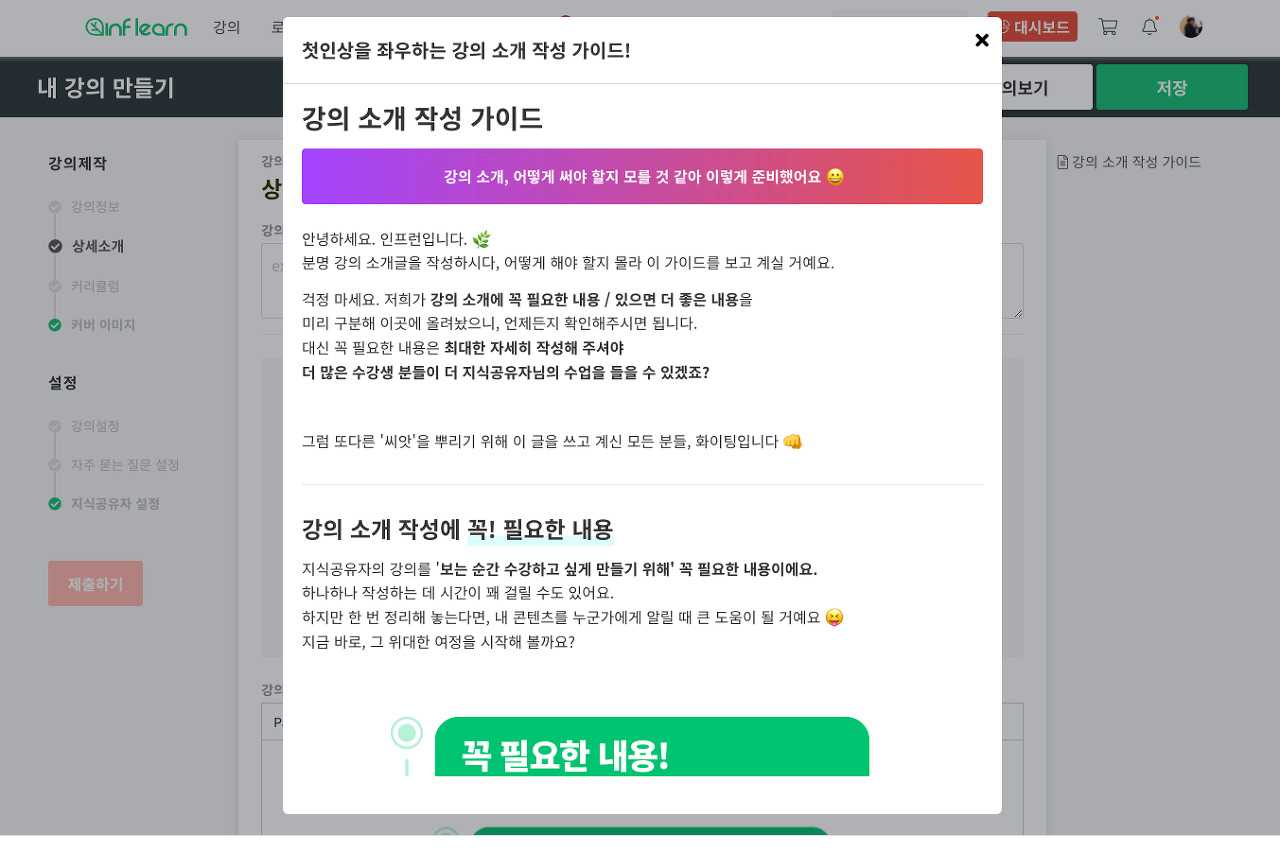 inflearn
강의
대시보드
내 강의 만들기
저장
강의제작
강의정보
상세소개
커리큘럼
커버 이미지
설정
강의설정
자주 묻는 질문 설정
지식공유자 설정
제출하기
강의 소개 작성 가이드
첫인상을 좌우하는 강의 소개 작성 가이드!
강의 소개 작성 가이드
강의 소개, 어떻게 써야 할지 모를 것 같아 이렇게 준비했어요 😀
안녕하세요. 인프런입니다. 🌿
분명 강의 소개글을 작성하시다, 어떻게 해야 할지 몰라 이 가이드를 보고 계실 거예요.
걱정 마세요. 저희가 강의 소개에 꼭 필요한 내용 / 있으면 더 좋은 내용을
미리 구분해 이곳에 올려놨으니, 언제든지 확인해주시면 됩니다.
대신 꼭 필요한 내용은 최대한 자세히 작성해 주셔야
더 많은 수강생 분들이 더 지식공유자님의 수업을 들을 수 있겠죠?
그럼 또다른 '씨앗'을 뿌리기 위해 이 글을 쓰고 계신 모든 분들, 화이팅입니다 👊
강의 소개 작성에 꼭! 필요한 내용
지식공유자의 강의를 '보는 순간 수강하고 싶게 만들기 위해' 꼭 필요한 내용이에요.
하나하나 작성하는 데 시간이 꽤 걸릴 수도 있어요.
하지만 한 번 정리해 놓는다면, 내 콘텐츠를 누군가에게 알릴 때 큰 도움이 될 거예요 😝
지금 바로, 그 위대한 여정을 시작해 볼까요?
꼭 필요한 내용!